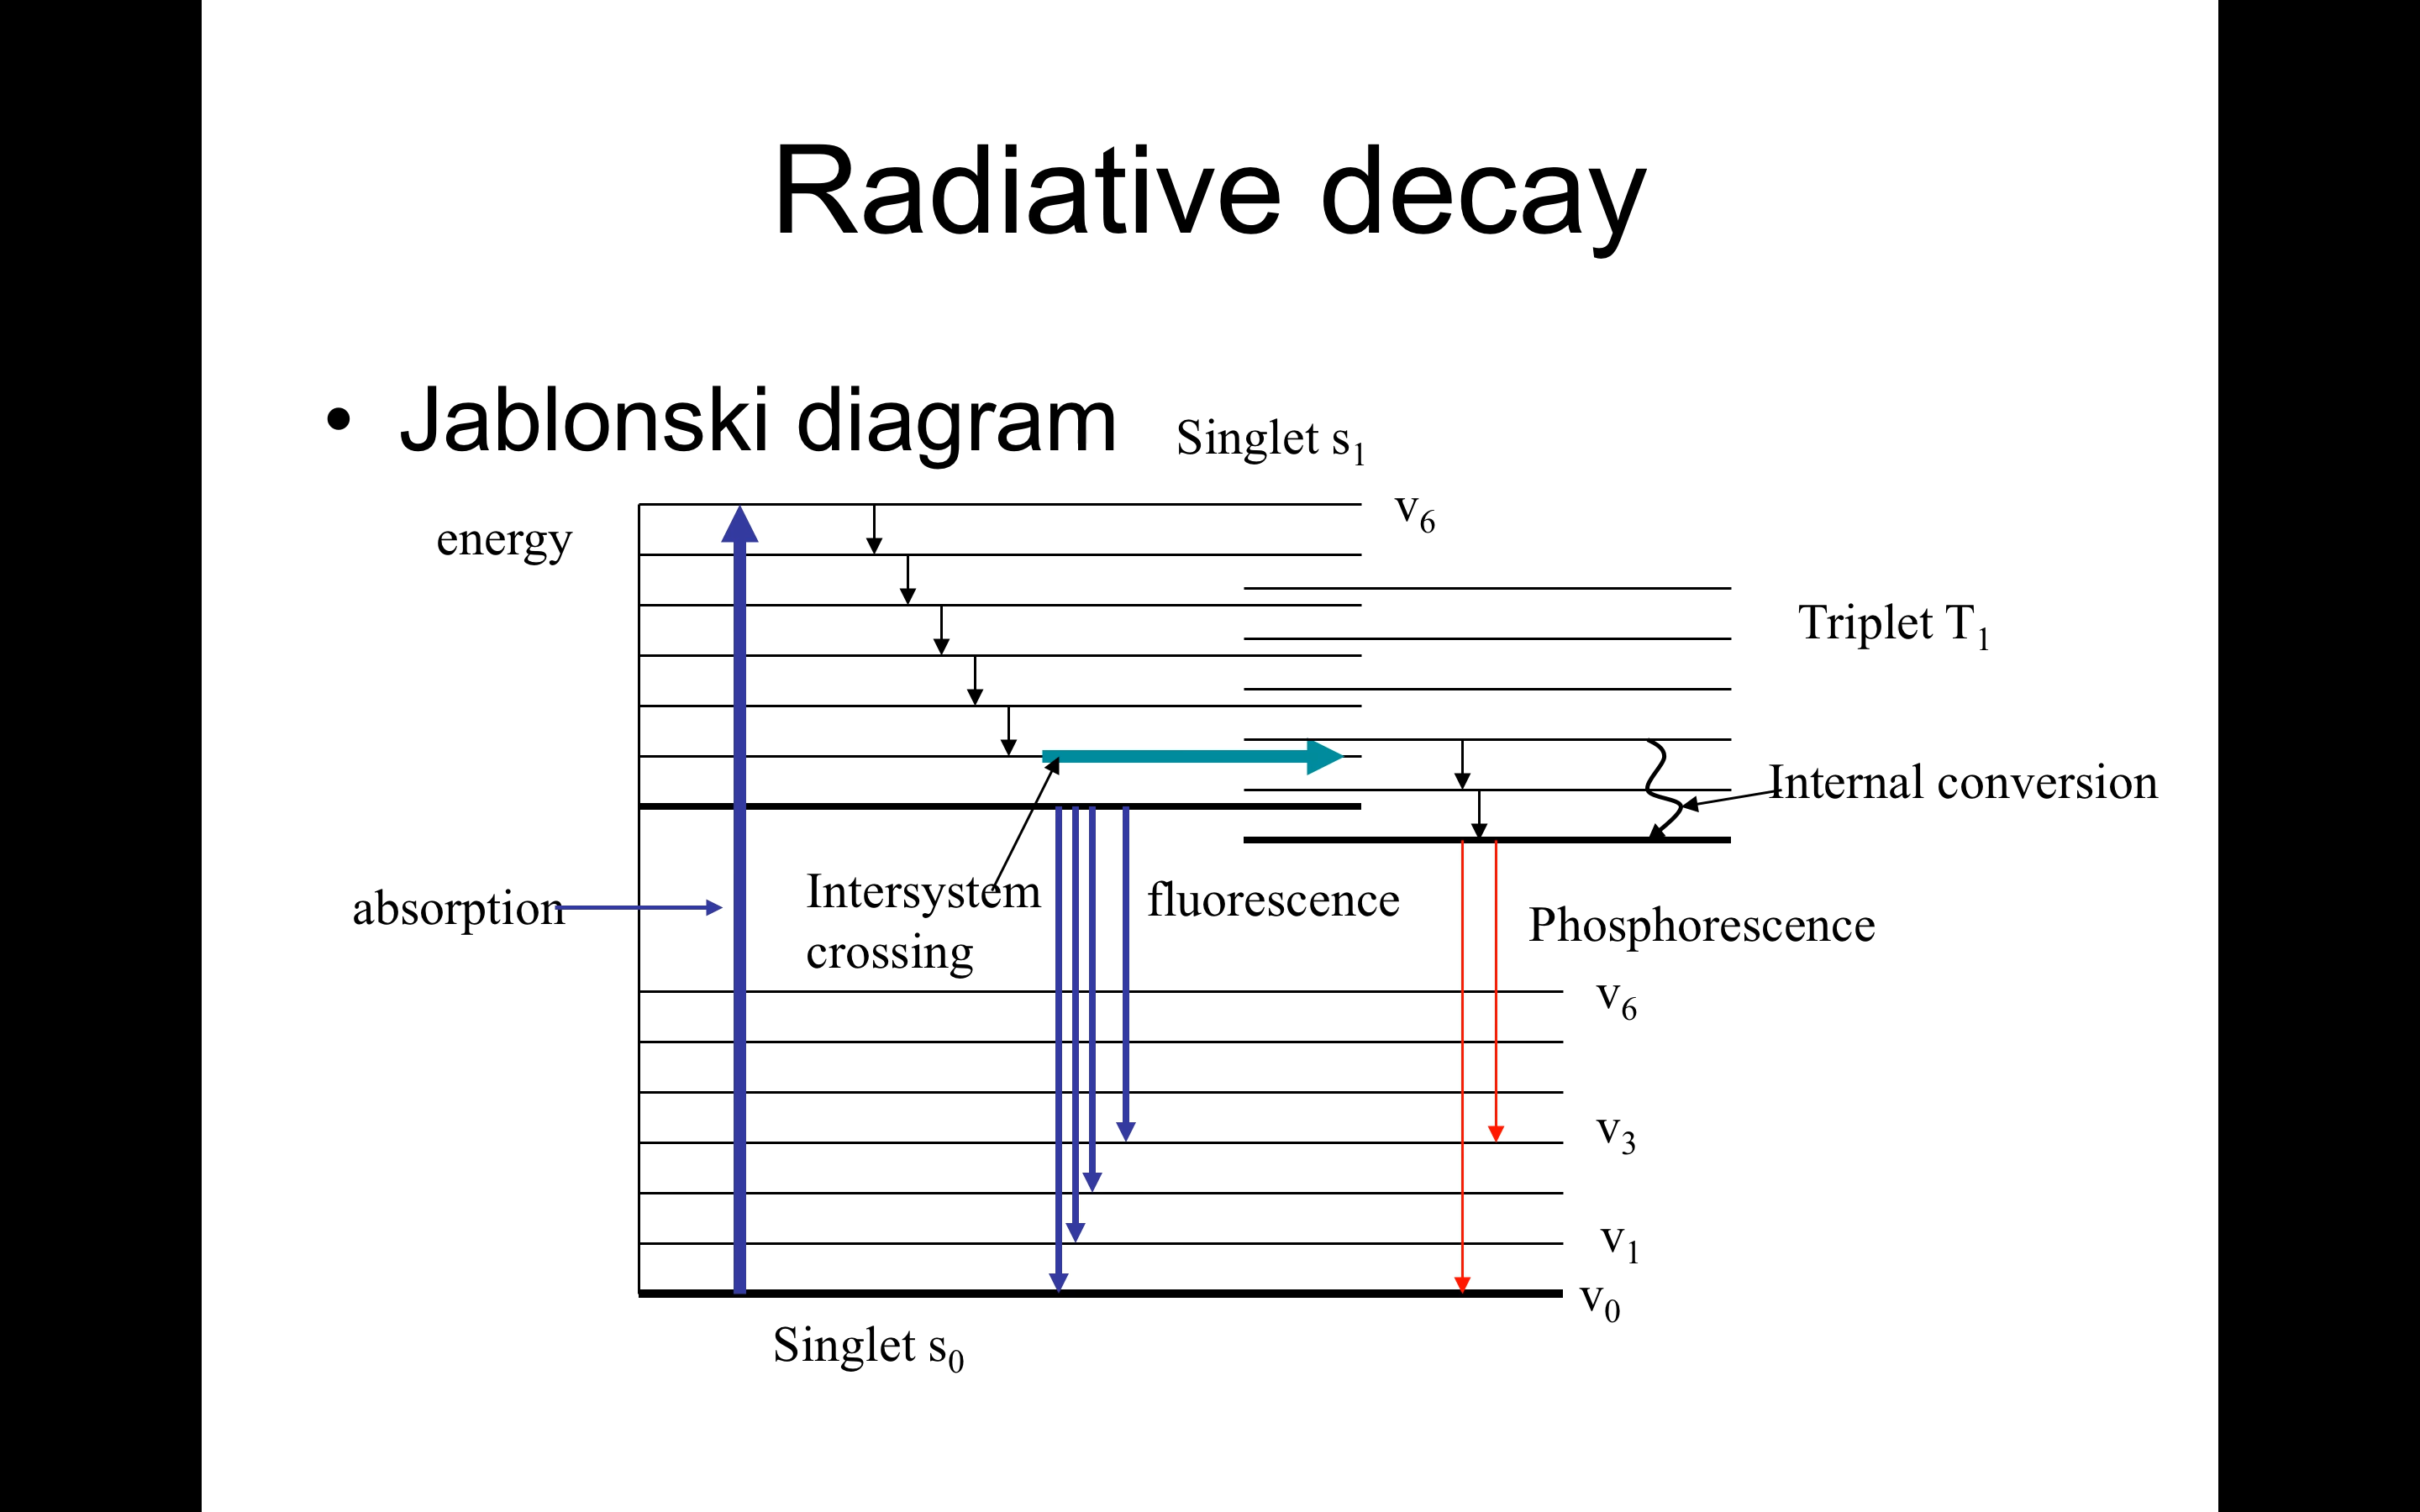 Radiative decay
• Jablonski diagram
Singlet s₁
v₆
energy
Triplet T₁
Internal conversion
absorption
Intersystem
crossing
fluorescence
Phosphorescence
v₆
v₃
v₁
v₀
Singlet s₀